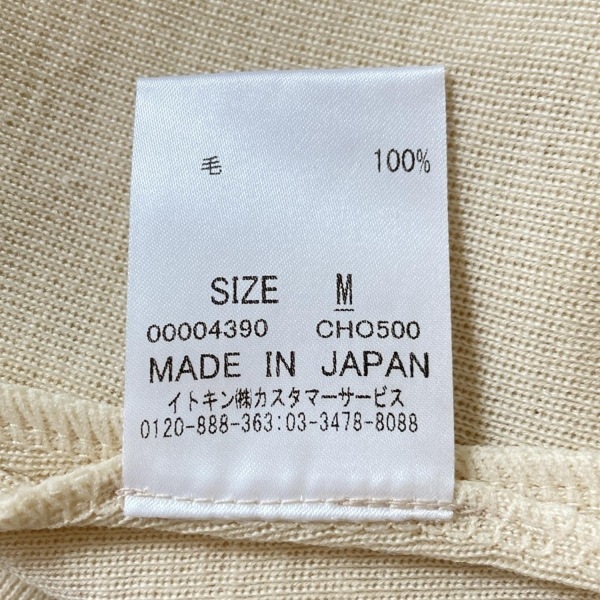 毛 100%
SIZE M
00004390 CHO500
MADE IN JAPAN
イトキン㈱カスタマーサービス
0120-888-363:03-3478-8088